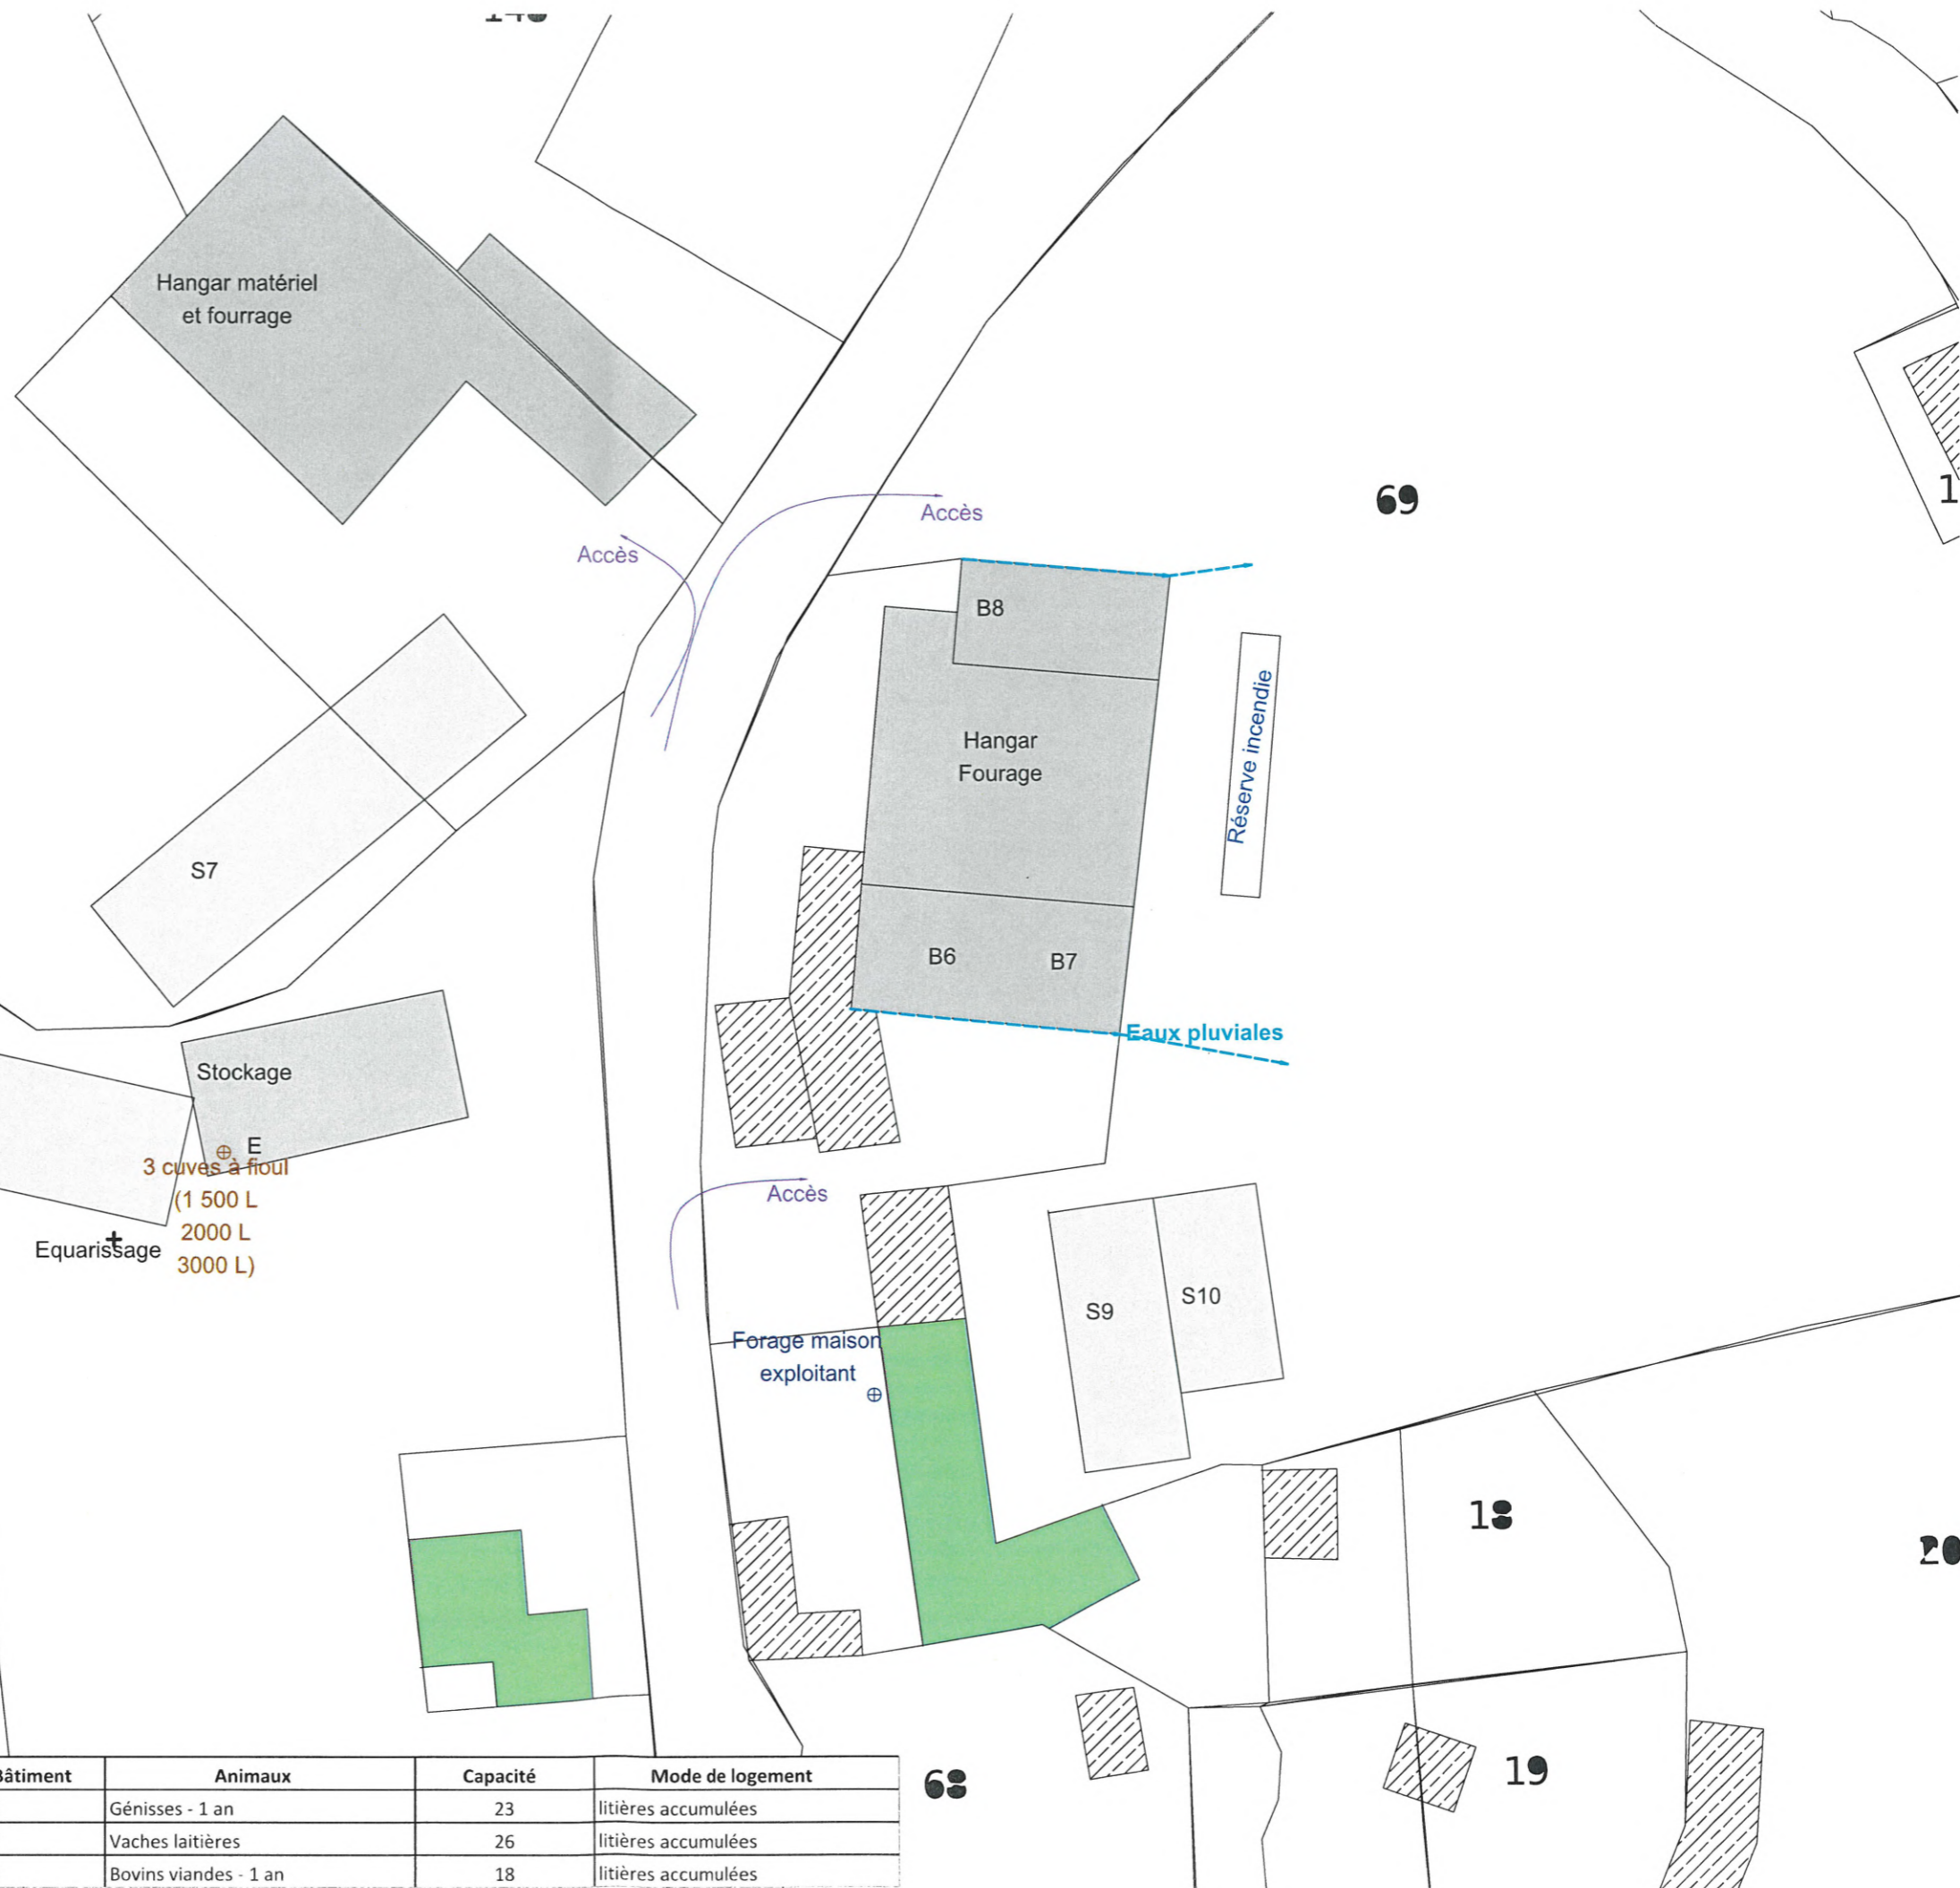 Hangar matériel
et fourrage
69
1
Accès
Accès
B8
Hangar
Fourage
Réserve incendie
S7
B6
B7
Eaux pluviales
Stockage
E
3 cuves à fioul
(1 500 L
2000 L
3000 L)
Equarissage
Accès
S9
S10
Forage maison
exploitant
18
20
19
68
Bâtiment Animaux Capacité Mode de logement
Génisses - 1 an 23 litières accumulées
Vaches laitières 26 litières accumulées
Bovins viandes - 1 an 18 litières accumulées